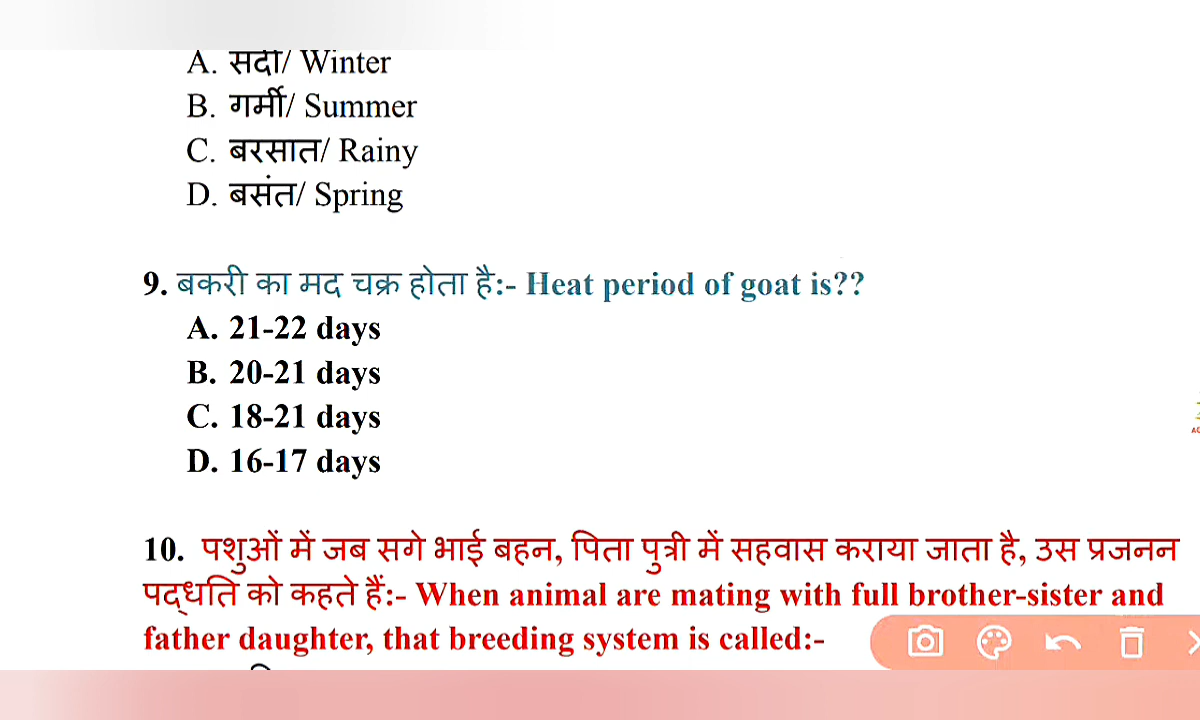 A. सर्दी/ Winter
B. गर्मी/ Summer
C. बरसात/ Rainy
D. बसंत/ Spring
9. बकरी का मद चक्र होता है:- Heat period of goat is??
A. 21-22 days
B. 20-21 days
C. 18-21 days
D. 16-17 days
10. पशुओं में जब सगे भाई बहन, पिता पुत्री में सहवास कराया जाता है, उस प्रजनन
पद्धति को कहते हैं:- When animal are mating with full brother-sister and
father daughter, that breeding system is called:-